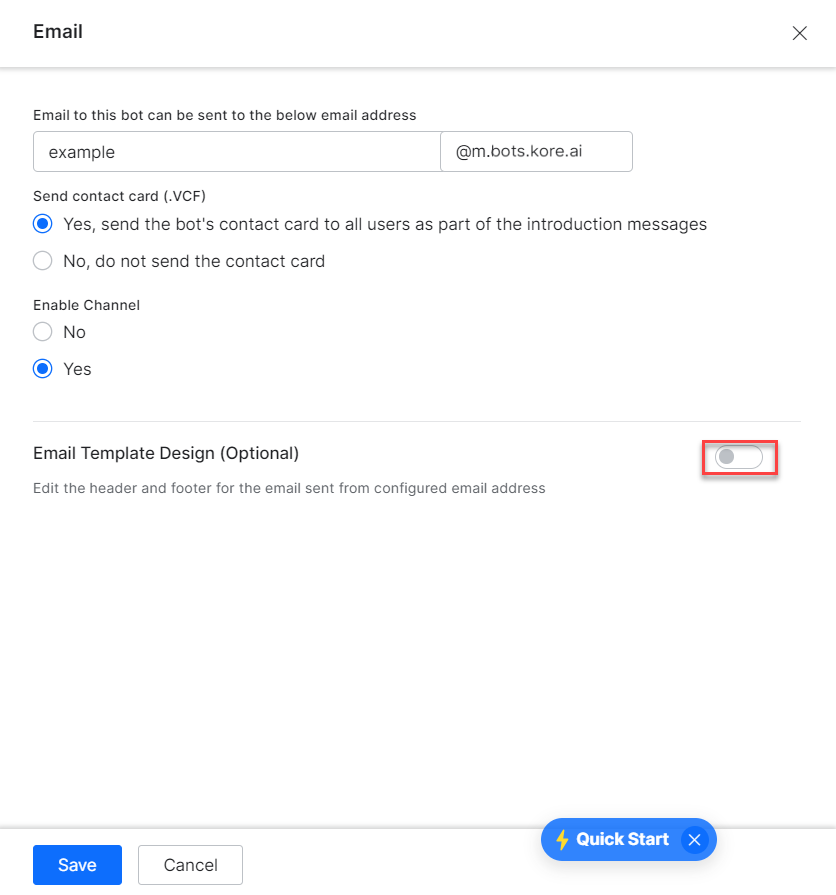 Email
Email to this bot can be sent to the below email address
example @m.bots.kore.ai
Send contact card (.VCF)
Yes, send the bot's contact card to all users as part of the introduction messages
No, do not send the contact card
Enable Channel
No
Yes
Email Template Design (Optional)
Edit the header and footer for the email sent from configured email address
Quick Start
Save Cancel